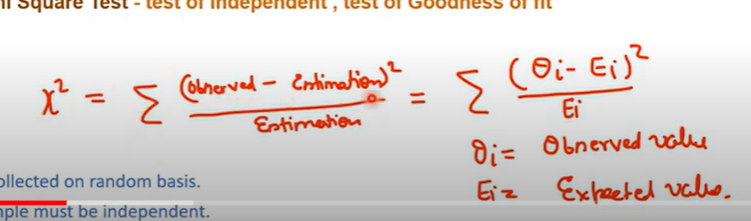 Square Test - test of independent , test of Goodness of fit
χ² = Σ (Observed - Estimation)² / Estimation = Σ (Oi - Ei)² / Ei
Oi = Observed value
ollected on random basis.
Ei = Expected value.
mple must be independent.